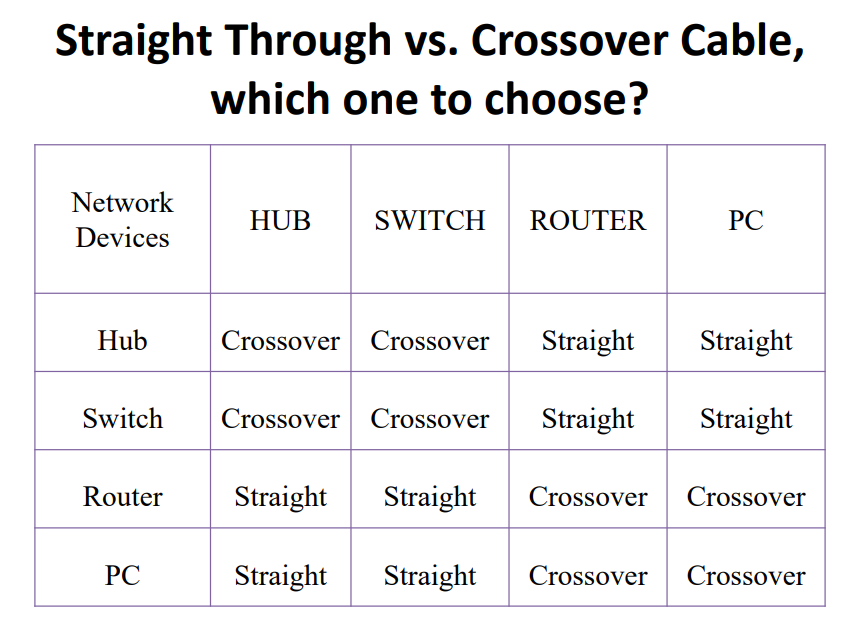 Straight Through vs. Crossover Cable,
which one to choose?
Network
Devices
HUB
SWITCH
ROUTER
PC
Hub
Crossover
Crossover
Straight
Straight
Switch
Crossover
Crossover
Straight
Straight
Router
Straight
Straight
Crossover
Crossover
PC
Straight
Straight
Crossover
Crossover